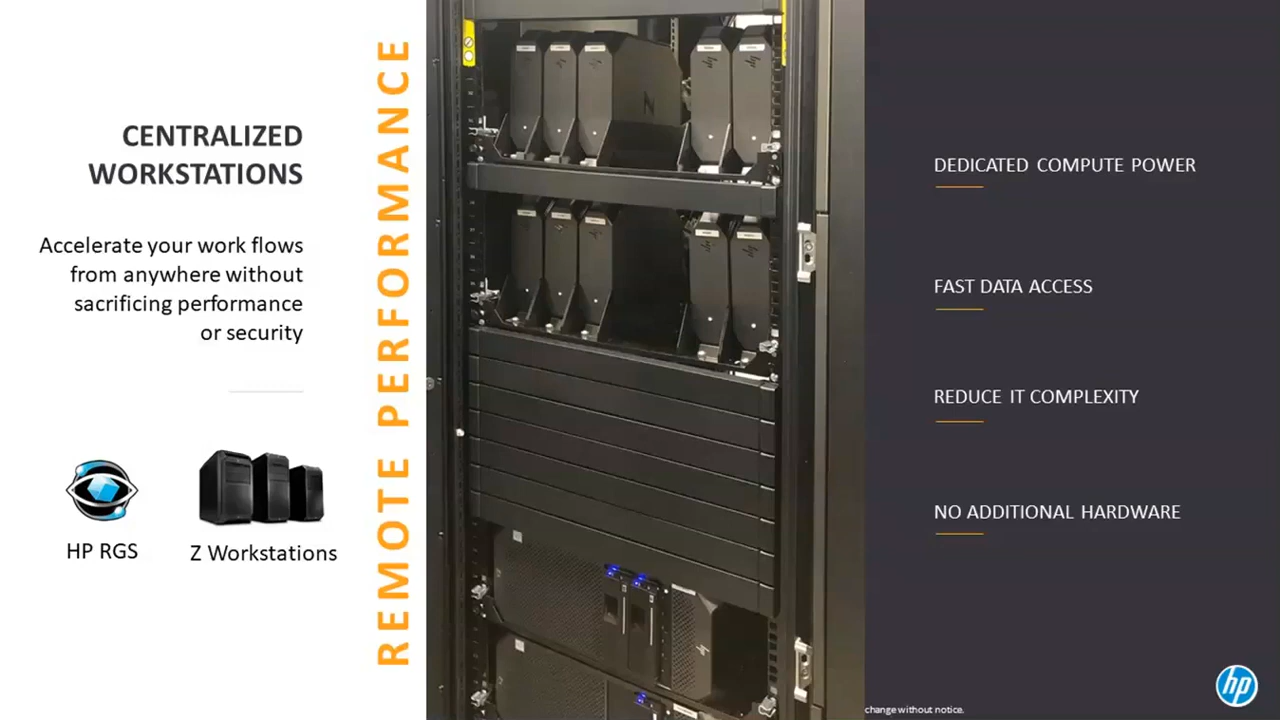 CENTRALIZED
WORKSTATIONS
Accelerate your work flows
from anywhere without
sacrificing performance
or security
HP RGS
Z Workstations
REMOTE PERFORMANCE
DEDICATED COMPUTE POWER
FAST DATA ACCESS
REDUCE IT COMPLEXITY
NO ADDITIONAL HARDWARE
hp
change without notice.